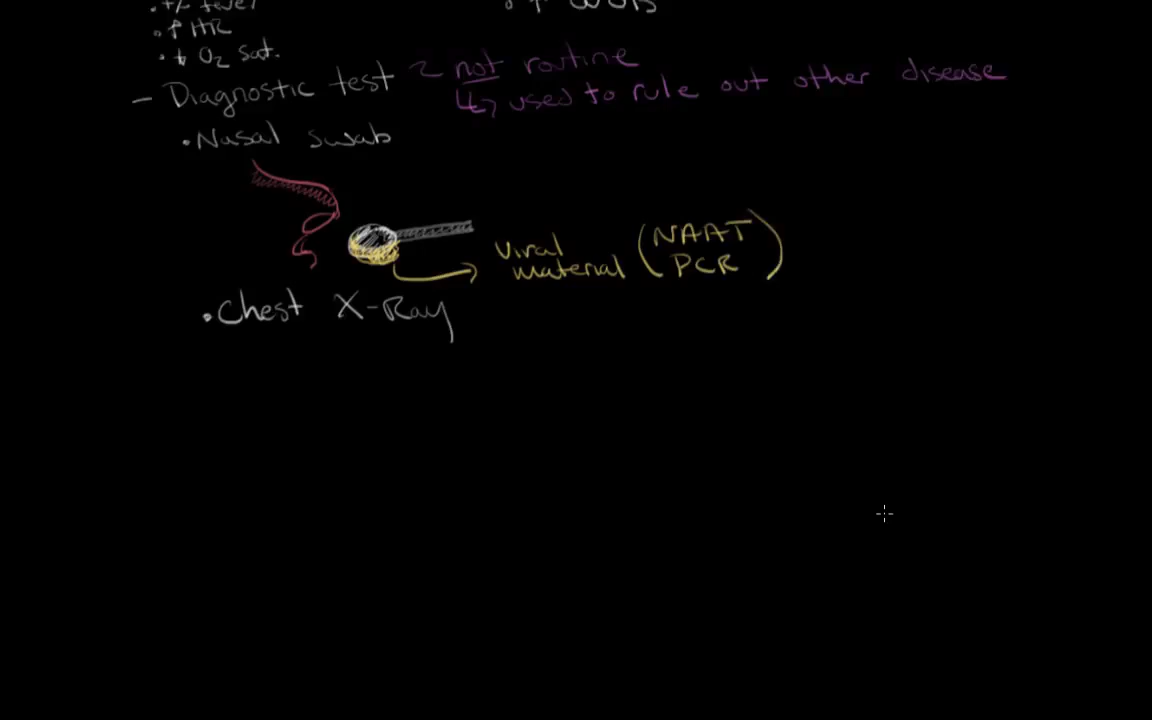 • +/- fever
• ↑ HR
• ↓ O₂ sat.
- Diagnostic test ~ not routine
↳ used to rule out other disease
• Nasal swab
Viral material (NAAT PCR)
• Chest X-Ray